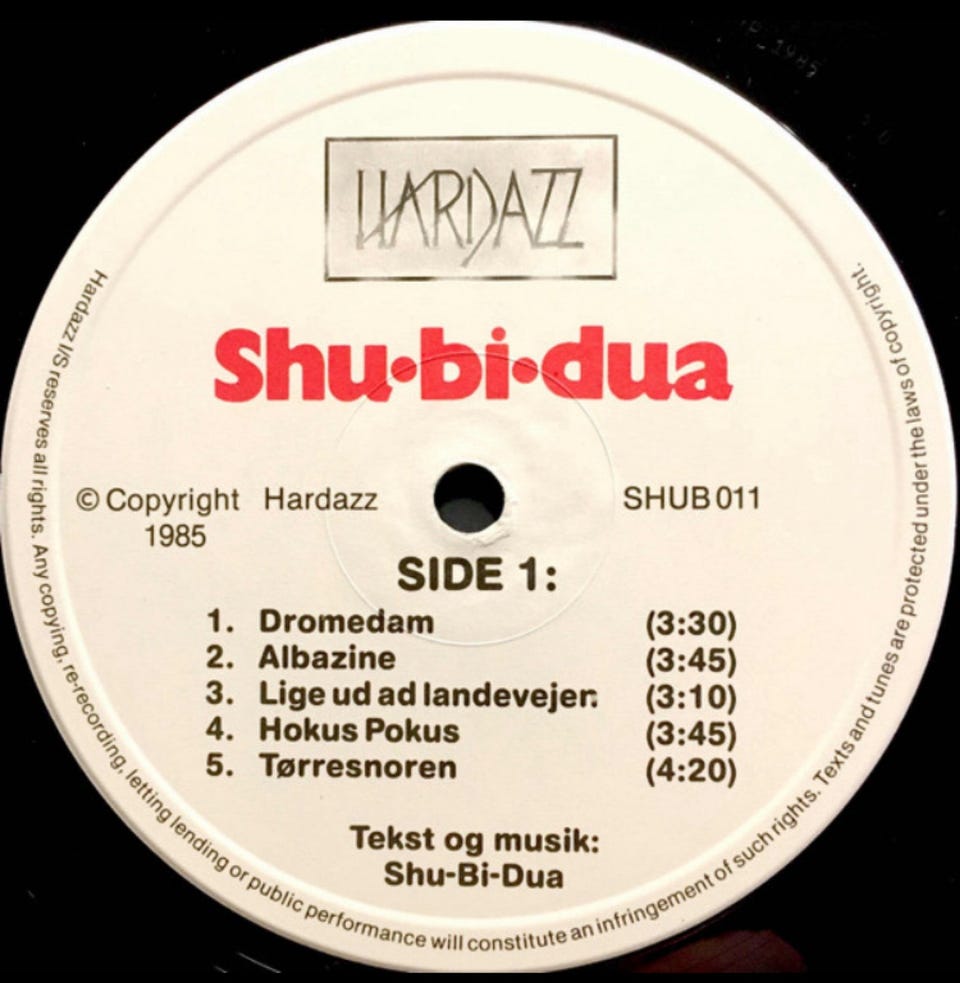 HARDAZZ
Shu•bi•dua
© Copyright Hardazz
1985
SHUB 011
SIDE 1:
1. Dromedam (3:30)
2. Albazine (3:45)
3. Lige ud ad landevejen (3:10)
4. Hokus Pokus (3:45)
5. Tørresnoren (4:20)
Tekst og musik:
Shu-Bi-Dua
Hardazz I/S reserves all rights. Any copying, re-recording, letting lending or public performance will constitute an infringement of such rights. Texts and tunes are protected under the laws of copyright.